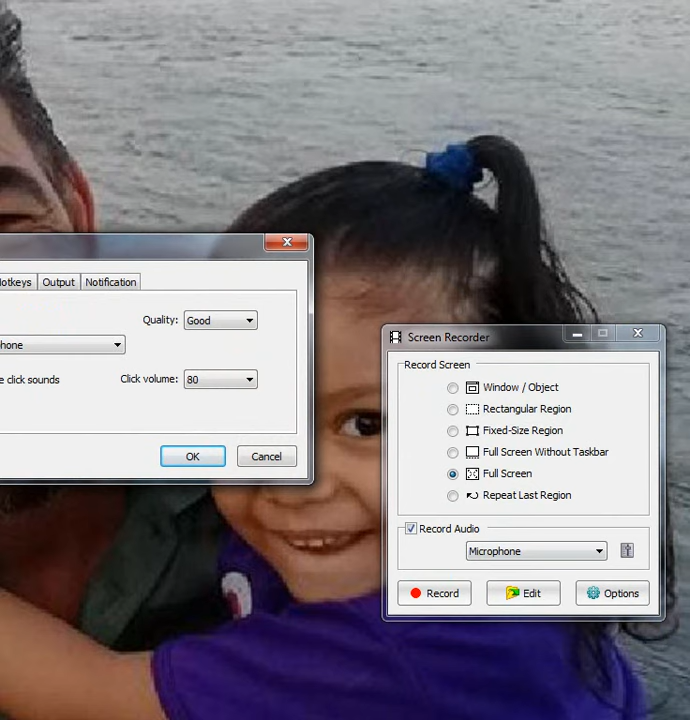 otkeys Output Notification
Quality: Good
hone
e click sounds Click volume: 80
OK Cancel
Screen Recorder
Record Screen
Window / Object
Rectangular Region
Fixed-Size Region
Full Screen Without Taskbar
Full Screen
Repeat Last Region
Record Audio
Microphone
Record Edit Options